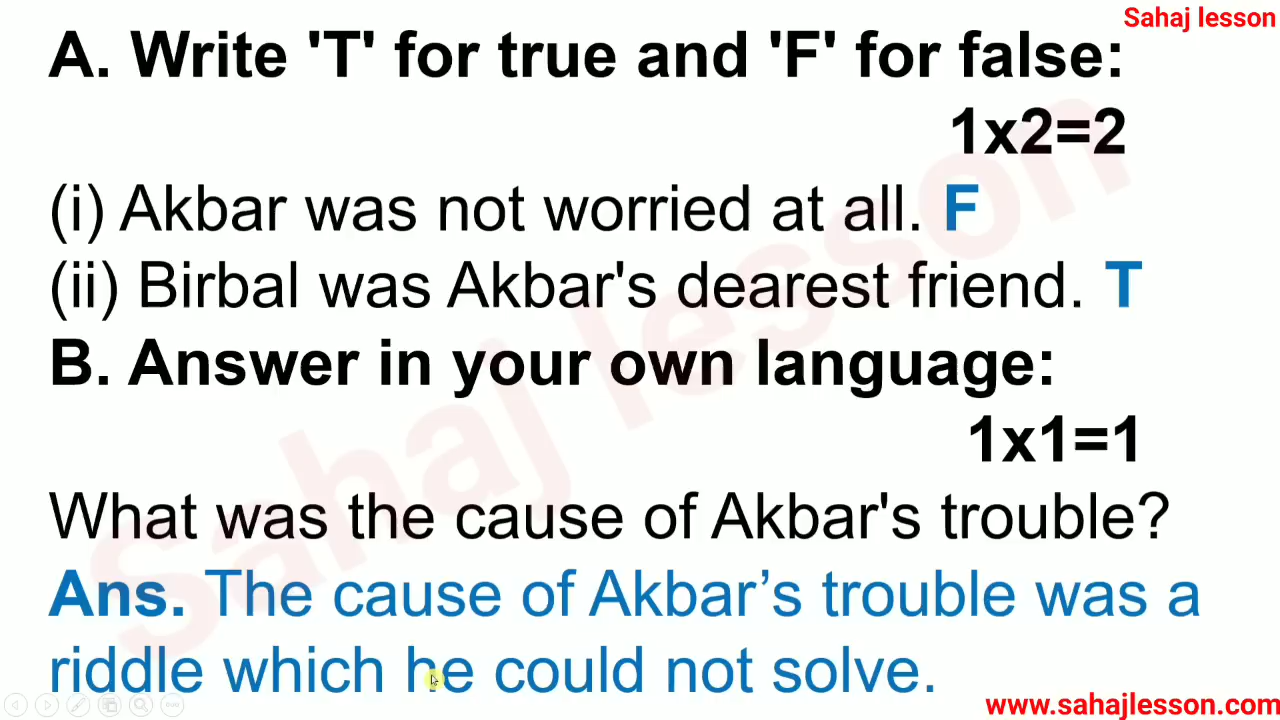 Sahaj lesson
A. Write 'T' for true and 'F' for false:
1x2=2
(i) Akbar was not worried at all. F
(ii) Birbal was Akbar's dearest friend. T
B. Answer in your own language:
1x1=1
What was the cause of Akbar's trouble?
Ans. The cause of Akbar’s trouble was a
riddle which he could not solve.
www.sahajlesson.com
Sahaj lesson